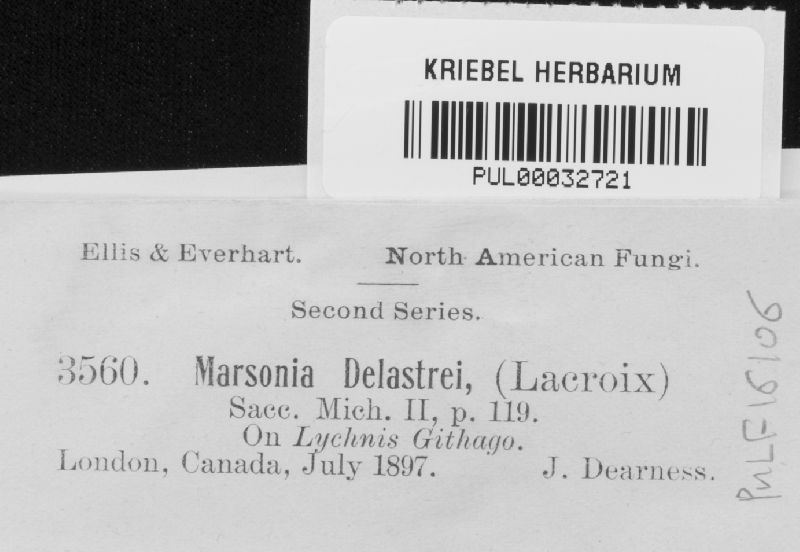 KRIEBEL HERBARIUM
PUL00032721
Ellis & Everhart. North American Fungi.
Second Series.
3560. Marsonia Delastrei, (Lacroix)
Sacc. Mich. II, p. 119.
On Lychnis Githago.
London, Canada, July 1897. J. Dearness.
PULF16106